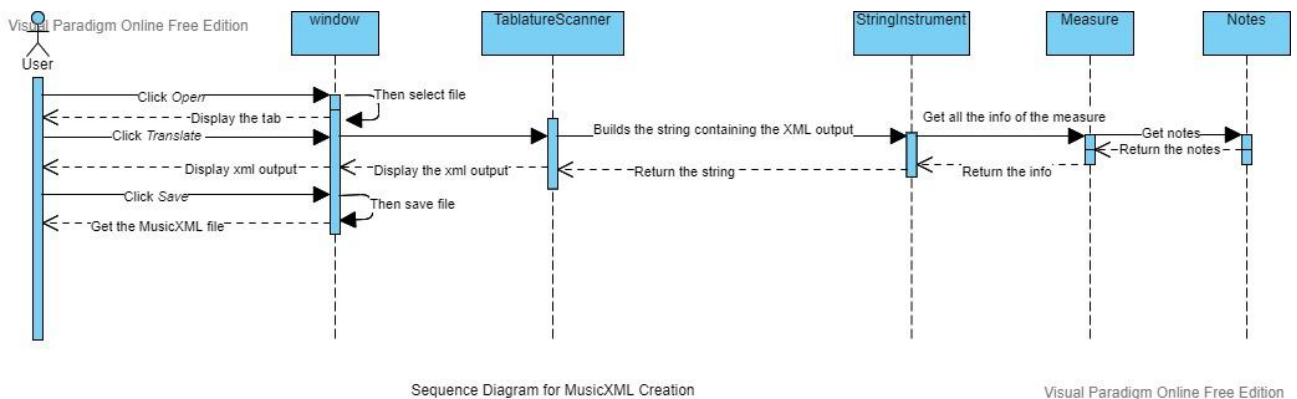 window
TablatureScanner
StringInstrument
Measure
Notes
Visual Paradigm Online Free Edition
User
Click Open
Then select file
Display the tab
Click Translate
Builds the string containing the XML output
Get all the info of the measure
Get notes
Return the notes
Display xml output
Display the xml output
Return the string
Return the info
Click Save
Then save file
Get the MusicXML file
Sequence Diagram for MusicXML Creation
Visual Paradigm Online Free Edition